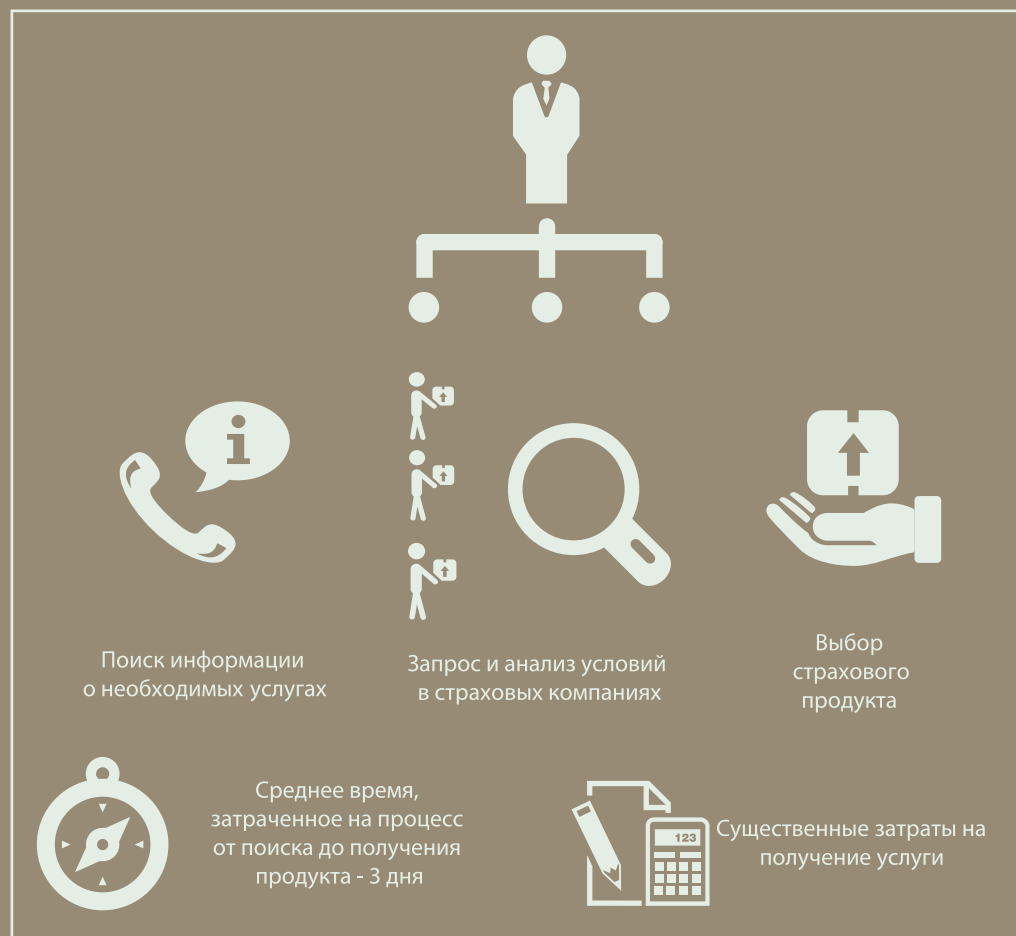 i
Поиск информации
о необходимых услугах
Запрос и анализ условий
в страховых компаниях
Выбор
страхового
продукта
Среднее время,
затраченное на процесс
от поиска до получения
продукта - 3 дня
123
Существенные затраты на
получение услуги